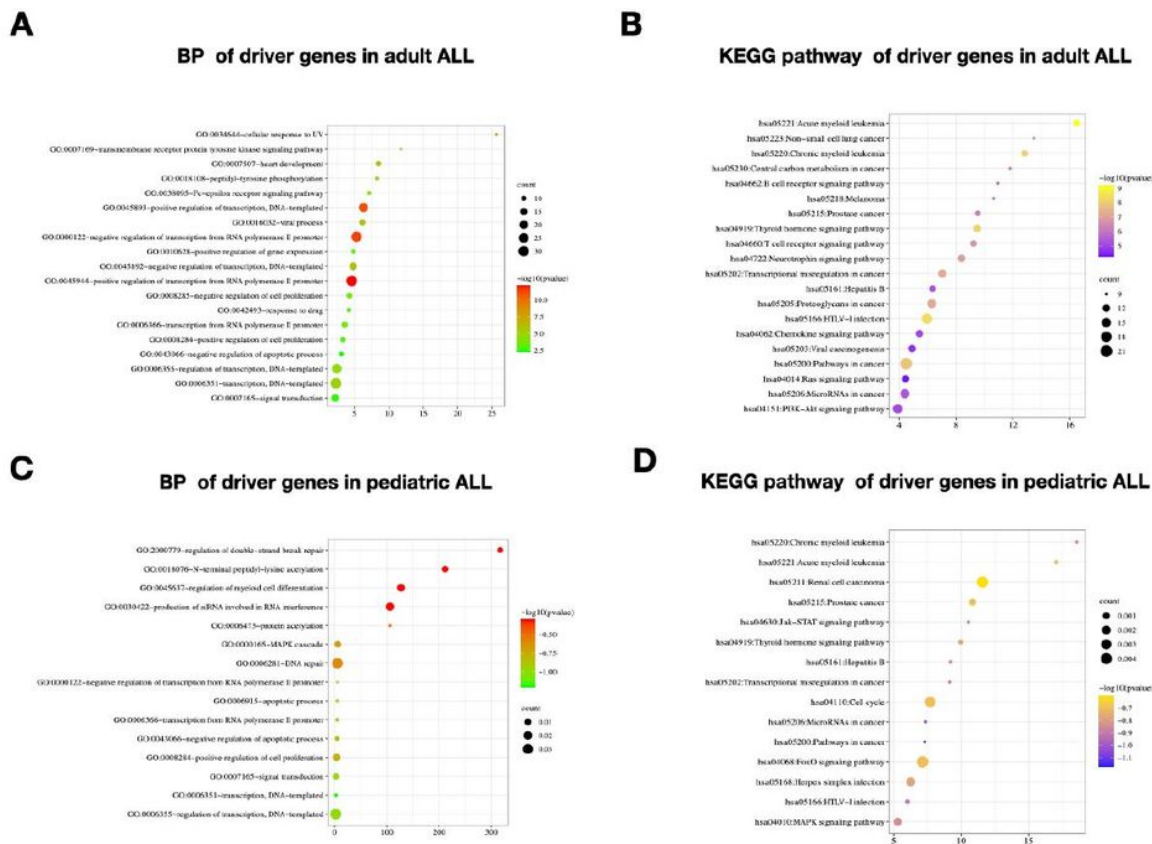 A
BP of driver genes in adult ALL
GO:0034644~cellular response to UV
GO:0007169~transmembrane receptor protein tyrosine kinase signaling pathway
GO:0007507~heart development
GO:0018108~peptidyl-tyrosine phosphorylation
GO:0038095~Fc-epsilon receptor signaling pathway
GO:0045893~positive regulation of transcription, DNA-templated
GO:0016032~viral process
GO:0000122~negative regulation of transcription from RNA polymerase II promoter
GO:0010628~positive regulation of gene expression
GO:0045892~negative regulation of transcription, DNA-templated
GO:0045944~positive regulation of transcription from RNA polymerase II promoter
GO:0008285~negative regulation of cell proliferation
GO:0042493~response to drug
GO:0006366~transcription from RNA polymerase II promoter
GO:0008284~positive regulation of cell proliferation
GO:0043066~negative regulation of apoptotic process
GO:0006355~regulation of transcription, DNA-templated
GO:0006351~transcription, DNA-templated
GO:0007165~signal transduction
5 10 15 20 25
count
10
15
20
25
30
-log10(pvalue)
10.0
7.5
5.0
2.5
B
KEGG pathway of driver genes in adult ALL
hsa05221:Acute myeloid leukemia
hsa05223:Non-small cell lung cancer
hsa05220:Chronic myeloid leukemia
hsa05230:Central carbon metabolism in cancer
hsa04662:B cell receptor signaling pathway
hsa05218:Melanoma
hsa05215:Prostate cancer
hsa04919:Thyroid hormone signaling pathway
hsa04660:T cell receptor signaling pathway
hsa04722:Neurotrophin signaling pathway
hsa05202:Transcriptional misregulation in cancer
hsa05161:Hepatitis B
hsa05205:Proteoglycans in cancer
hsa05166:HTLV-I infection
hsa04062:Chemokine signaling pathway
hsa05203:Viral carcinogenesis
hsa05200:Pathways in cancer
hsa04014:Ras signaling pathway
hsa05206:MicroRNAs in cancer
hsa04151:PI3K-Akt signaling pathway
4 8 12 16
-log10(pvalue)
9
8
7
6
5
count
9
12
15
18
21
C
BP of driver genes in pediatric ALL
GO:2000779~regulation of double-strand break repair
GO:0018076~N-terminal peptidyl-lysine acetylation
GO:0045637~regulation of myeloid cell differentiation
GO:0030422~production of siRNA involved in RNA interference
GO:0006473~protein acetylation
GO:0000165~MAPK cascade
GO:0006281~DNA repair
GO:0000122~negative regulation of transcription from RNA polymerase II promoter
GO:0006915~apoptotic process
GO:0006366~transcription from RNA polymerase II promoter
GO:0043066~negative regulation of apoptotic process
GO:0008284~positive regulation of cell proliferation
GO:0007165~signal transduction
GO:0006351~transcription, DNA-templated
GO:0006355~regulation of transcription, DNA-templated
0 100 200 300
-log10(pvalue)
-0.50
-0.75
-1.00
count
0.01
0.02
0.03
D
KEGG pathway of driver genes in pediatric ALL
hsa05220:Chronic myeloid leukemia
hsa05221:Acute myeloid leukemia
hsa05211:Renal cell carcinoma
hsa05215:Prostate cancer
hsa04630:Jak-STAT signaling pathway
hsa04919:Thyroid hormone signaling pathway
hsa05161:Hepatitis B
hsa05202:Transcriptional misregulation in cancer
hsa04110:Cell cycle
hsa05206:MicroRNAs in cancer
hsa05200:Pathways in cancer
hsa04068:FoxO signaling pathway
hsa05168:Herpes simplex infection
hsa05166:HTLV-I infection
hsa04010:MAPK signaling pathway
5 10 15
count
0.001
0.002
0.003
0.004
-log10(pvalue)
-0.7
-0.8
-0.9
-1.0
-1.1